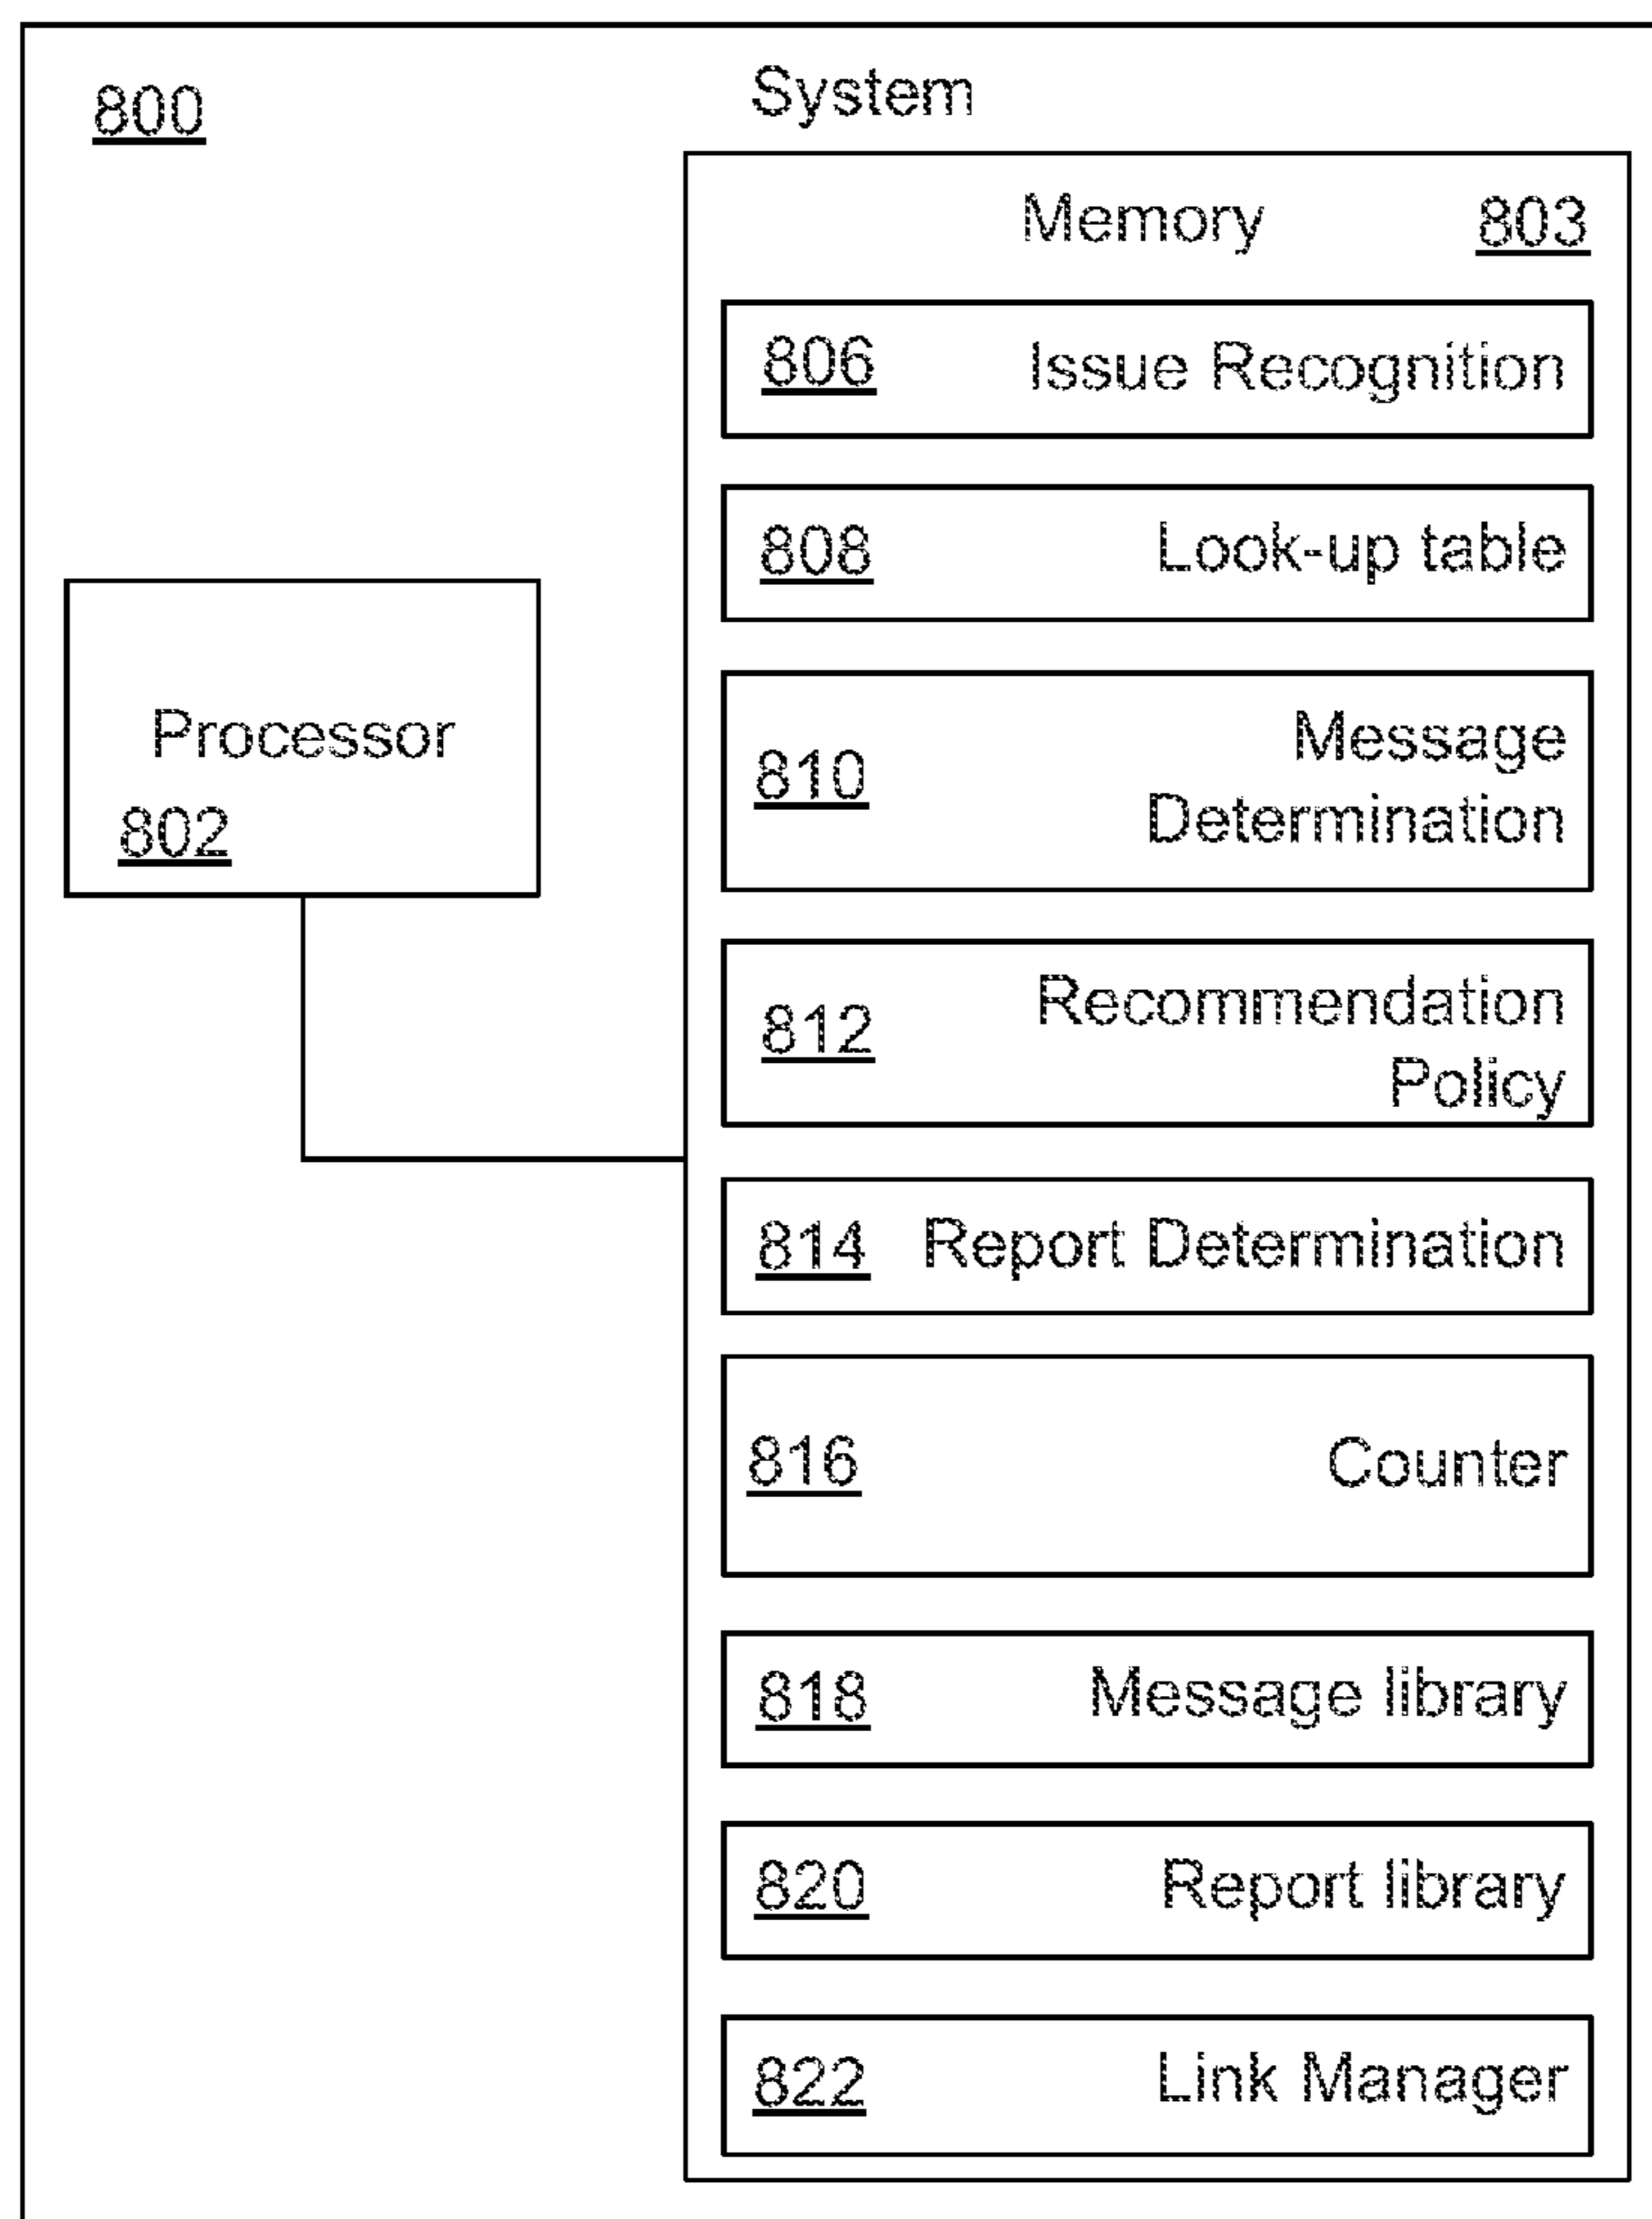 800
System
Memory 803
806 Issue Recognition
808 Look-up table
Processor
802
810 Message
Determination
812 Recommendation
Policy
814 Report Determination
816 Counter
818 Message library
820 Report library
822 Link Manager